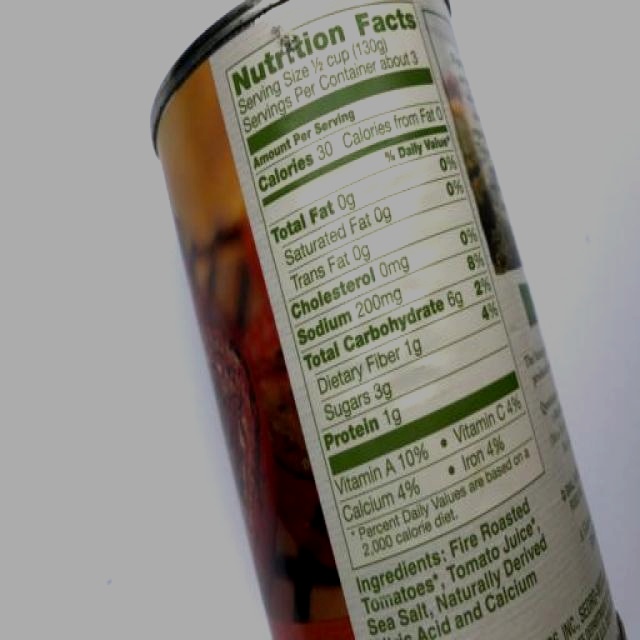 Nutrition Facts
Serving Size ½ cup (130g)
Servings Per Container about 3
Amount Per Serving
Calories 30 Calories from Fat 0
% Daily Value*
Total Fat 0g 0%
Saturated Fat 0g 0%
Trans Fat 0g
Cholesterol 0mg 0%
Sodium 200mg 8%
Total Carbohydrate 6g 2%
Dietary Fiber 1g 4%
Sugars 3g
Protein 1g
Vitamin A 10% • Vitamin C 4%
Calcium 4% • Iron 4%
* Percent Daily Values are based on a
2,000 calorie diet.
Ingredients: Fire Roasted
Tomatoes*, Tomato Juice*,
Sea Salt, Naturally Derived
Acid and Calcium